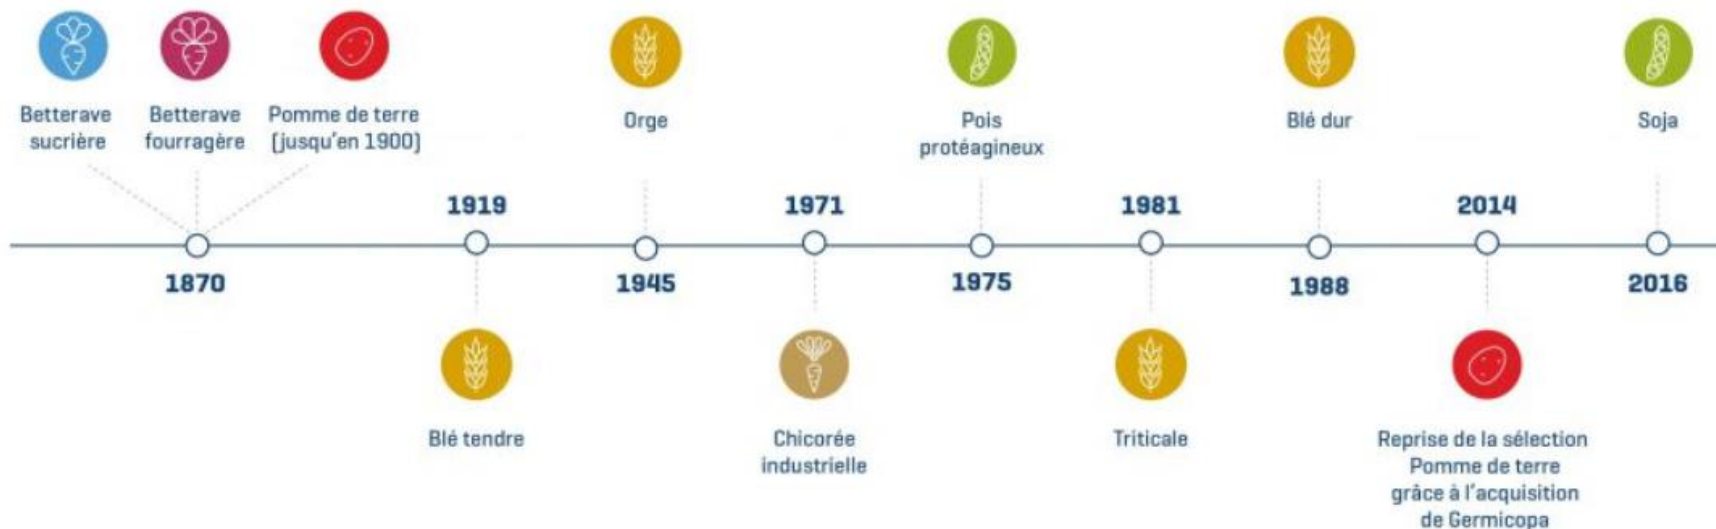 Betterave
sucrière
Betterave
fourragère
Pomme de terre
(jusqu'en 1900)
1870
1919
Blé tendre
Orge
1945
1971
Chicorée
industrielle
Pois
protéagineux
1975
1981
Triticale
Blé dur
1988
2014
Reprise de la sélection
Pomme de terre
grâce à l'acquisition
de Germicopa
Soja
2016